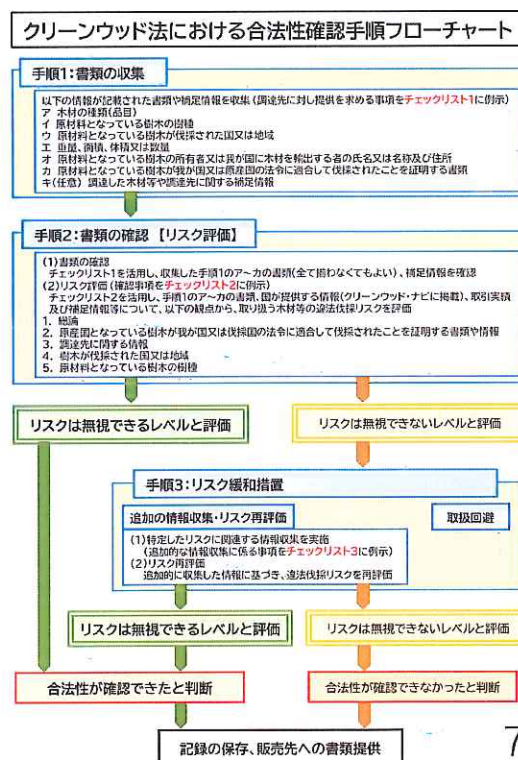 クリーンウッド法における合法性確認手順フローチャート
手順1:書類の収集
以下の情報が記載された書類や補足情報を収集(調達先に対し提供を求める事項をチェックリスト1に例示)
ア 木材の種類(品目)
イ 原材料となっている樹木の樹種
ウ 原材料となっている樹木が伐採された国又は地域
エ 重量、面積、体積又は数量
オ 原材料となっている樹木の所有者又は我が国に木材を輸出する者の氏名又は名称及び住所
カ 原材料となっている樹木が我が国又は原産国の法令に適合して伐採されたことを証明する書類
キ(任意) 調達した木材等や調達先に関する補足情報
手順2:書類の確認 【リスク評価】
(1)書類の確認
チェックリスト1を活用し、収集した手順1のア~カの書類(全て揃わなくてもよい)、補足情報を確認
(2)リスク評価(確認事項をチェックリスト2に例示)
チェックリスト2を活用し、手順1のア~カの書類、国が提供する情報(クリーンウッド・ナビに掲載)、取引実績
及び補足情報等について、以下の観点から、取り扱う木材等の違法伐採リスクを評価
1. 総論
2. 原産国となっている樹木が我が国又は伐採国の法令に適合して伐採されたことを証明する書類や情報
3. 調達先に関する情報
4. 樹木が伐採された国又は地域
5. 原材料となっている樹木の樹種
リスクは無視できるレベルと評価
リスクは無視できないレベルと評価
手順3:リスク緩和措置
追加の情報収集・リスク再評価
取扱回避
(1)特定したリスクに関連する情報収集を実施
(追加的な情報収集に係る事項をチェックリスト3に例示)
(2)リスク再評価
追加的に収集した情報に基づき、違法伐採リスクを再評価
リスクは無視できるレベルと評価
リスクは無視できないレベルと評価
合法性が確認できたと判断
合法性が確認できなかったと判断
記録の保存、販売先への書類提供
7